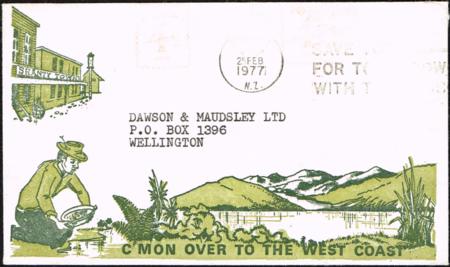 SHANTY TOWN
2 FEB
1977
N.Z.
FOR
WITH
DAWSON & MAUDSLEY LTD
P.O. BOX 1396
WELLINGTON
C'MON OVER TO THE WEST COAST